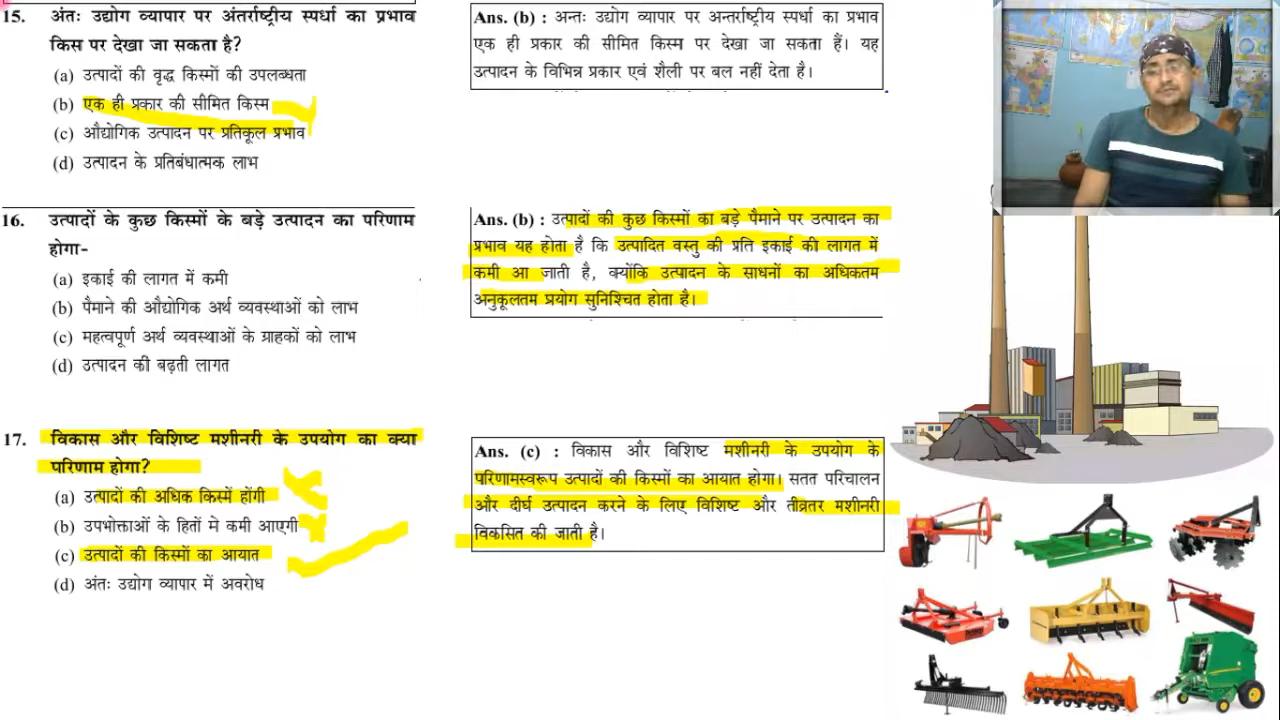 15. अंतः उद्योग व्यापार पर अंतर्राष्ट्रीय स्पर्धा का प्रभाव
किस पर देखा जा सकता है?
(a) उत्पादों की वृद्ध किस्मों की उपलब्धता
(b) एक ही प्रकार की सीमित किस्म
(c) औद्योगिक उत्पादन पर प्रतिकूल प्रभाव
(d) उत्पादन के प्रतिबंधात्मक लाभ
Ans. (b) : अन्तः उद्योग व्यापार पर अन्तर्राष्ट्रीय स्पर्धा का प्रभाव
एक ही प्रकार की सीमित किस्म पर देखा जा सकता हैं। यह
उत्पादन के विभिन्न प्रकार एवं शैली पर बल नहीं देता है।
16. उत्पादों के कुछ किस्मों के बड़े उत्पादन का परिणाम
होगा-
(a) इकाई की लागत में कमी
(b) पैमाने की औद्योगिक अर्थ व्यवस्थाओं को लाभ
(c) महत्वपूर्ण अर्थ व्यवस्थाओं के ग्राहकों को लाभ
(d) उत्पादन की बढ़ती लागत
Ans. (b) : उत्पादों की कुछ किस्मों का बड़े पैमाने पर उत्पादन का
प्रभाव यह होता है कि उत्पादित वस्तु की प्रति इकाई की लागत में
कमी आ जाती है, क्योंकि उत्पादन के साधनों का अधिकतम
अनुकूलतम प्रयोग सुनिश्चित होता है।
17. विकास और विशिष्ट मशीनरी के उपयोग का क्या
परिणाम होगा?
(a) उत्पादों की अधिक किस्में होंगी
(b) उपभोक्ताओं के हितों मे कमी आएगी
(c) उत्पादों की किस्मों का आयात
(d) अंतः उद्योग व्यापार में अवरोध
Ans. (c) : विकास और विशिष्ट मशीनरी के उपयोग के
परिणामस्वरूप उत्पादों की किस्मों का आयात होगा। सतत परिचालन
और दीर्घ उत्पादन करने के लिए विशिष्ट और तीव्रतर मशीनरी
विकसित की जाती है।